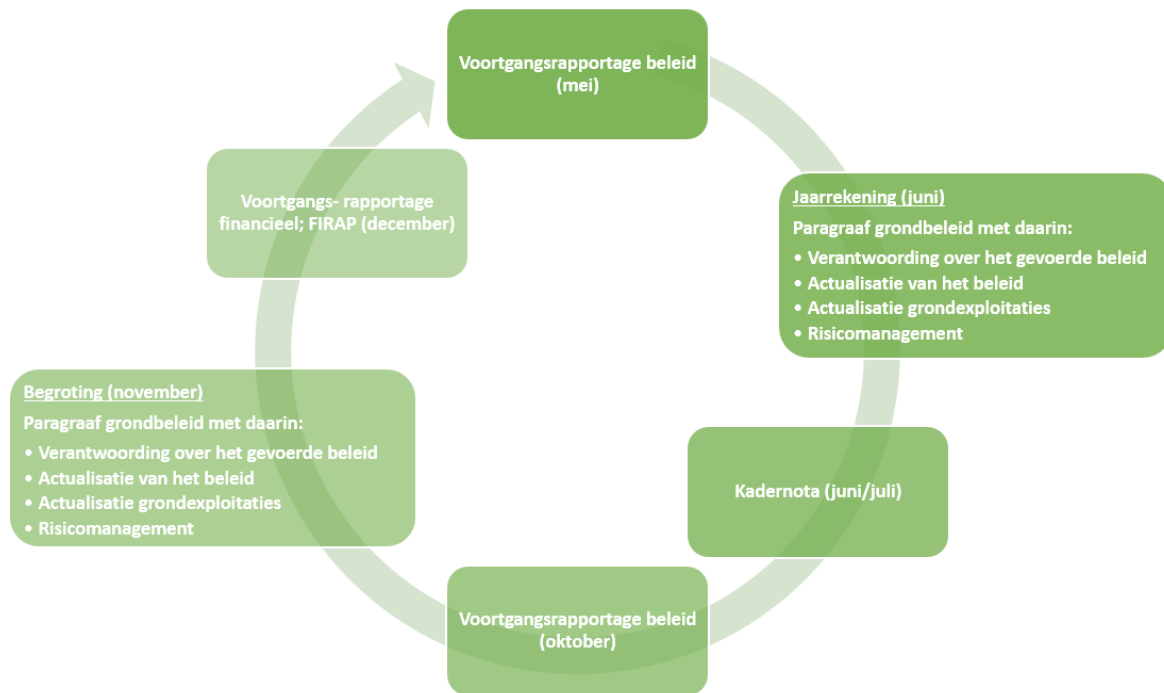 Voortgangsrapportage beleid
(mei)
Jaarrekening (juni)
Paragraaf grondbeleid met daarin:
• Verantwoording over het gevoerde beleid
• Actualisatie van het beleid
• Actualisatie grondexploitaties
• Risicomanagement
Kadernota (juni/juli)
Voortgangsrapportage beleid
(oktober)
Begroting (november)
Paragraaf grondbeleid met daarin:
• Verantwoording over het gevoerde beleid
• Actualisatie van het beleid
• Actualisatie grondexploitaties
• Risicomanagement
Voortgangs- rapportage
financieel; FIRAP (december)